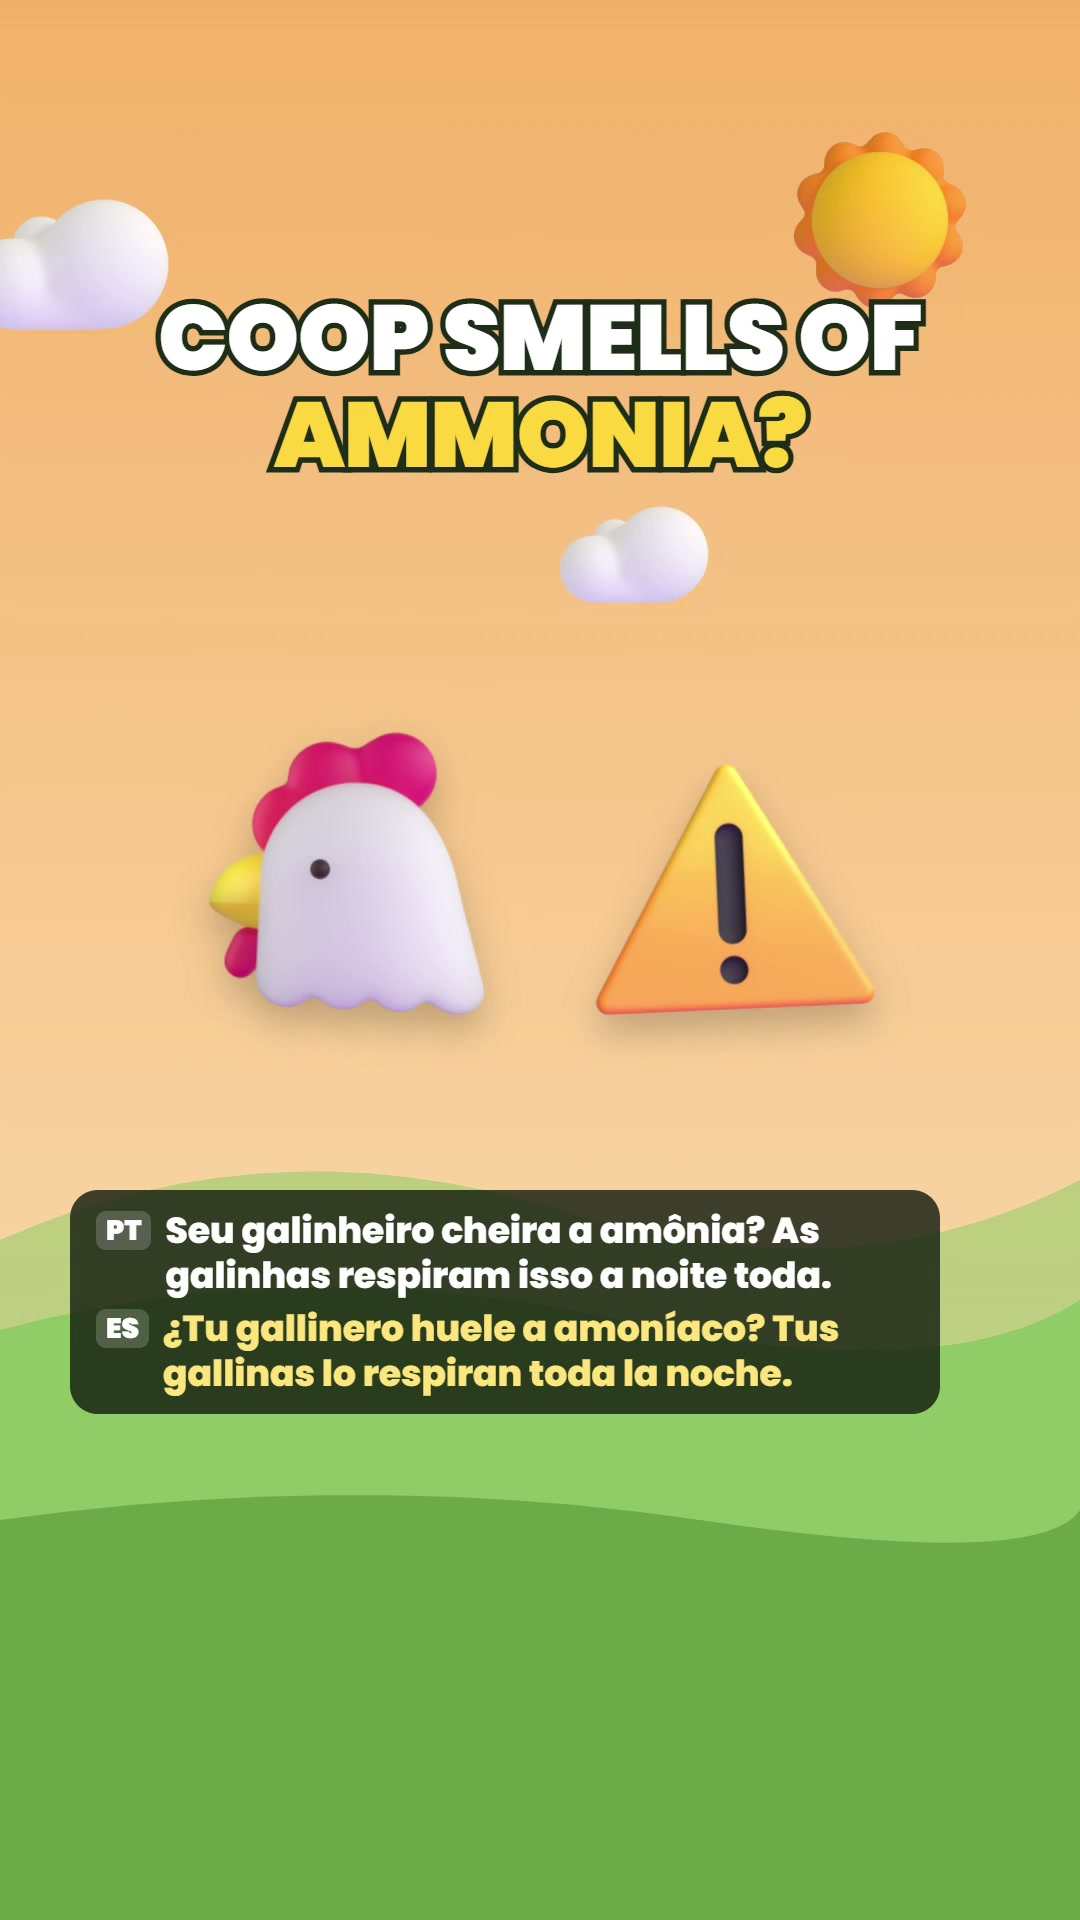 COOP SMELLS OF
AMMONIA?
PT Seu galinheiro cheira a amônia? As
galinhas respiram isso a noite toda.
ES ¿Tu gallinero huele a amoníaco? Tus
gallinas lo respiran toda la noche.